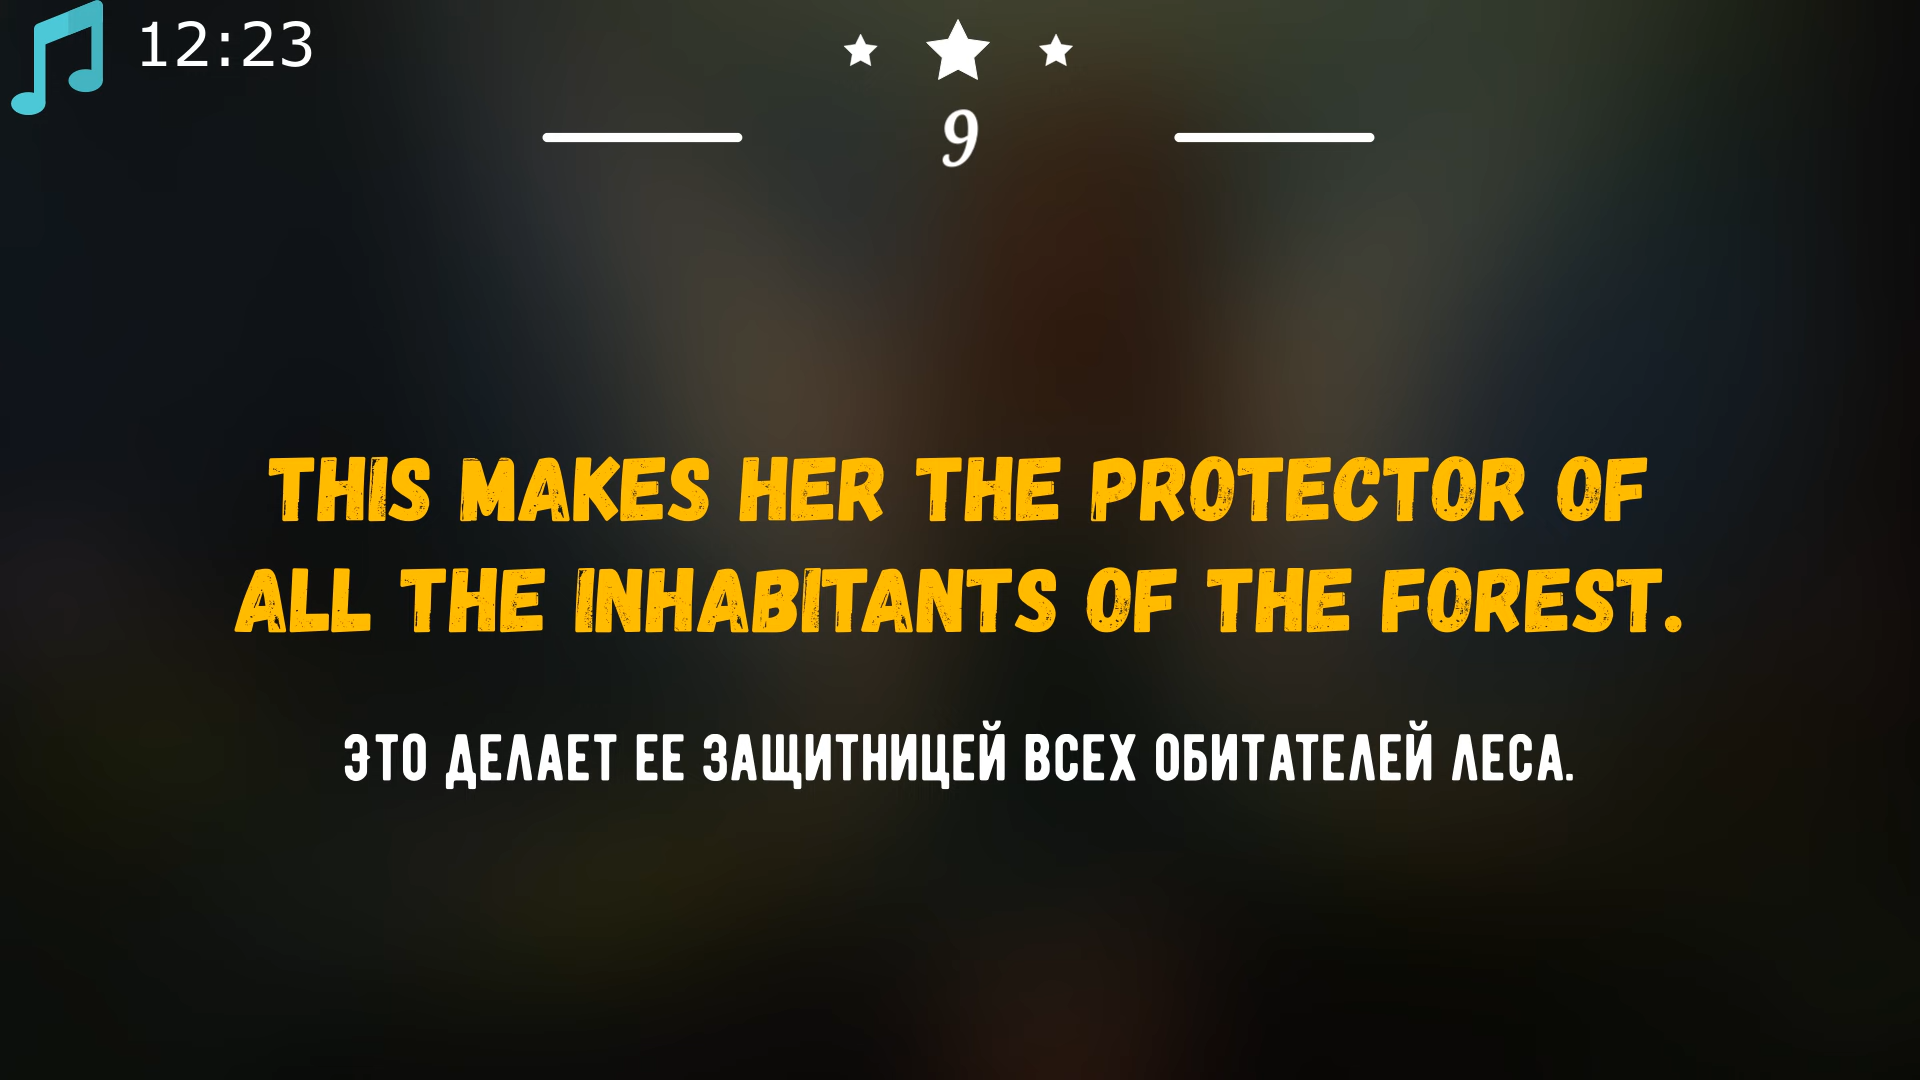 12:23
9
THIS MAKES HER THE PROTECTOR OF
ALL THE INHABITANTS OF THE FOREST.
ЭТО ДЕЛАЕТ ЕЕ ЗАЩИТНИЦЕЙ ВСЕХ ОБИТАТЕЛЕЙ ЛЕСА.